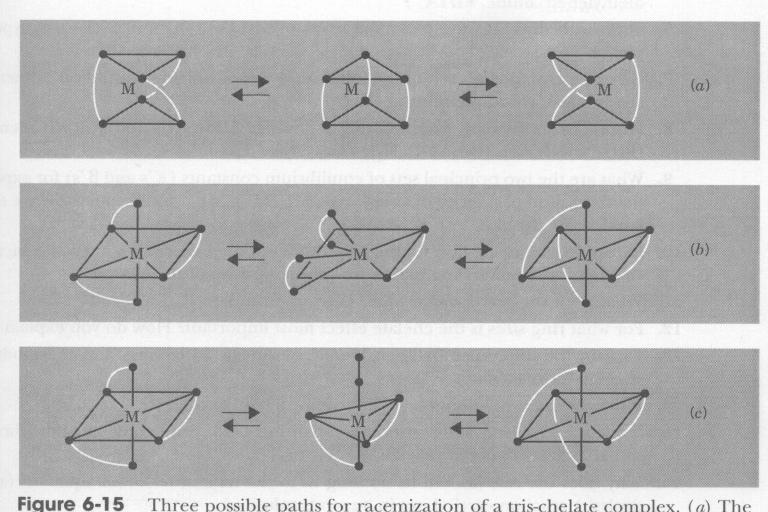 M
M
M
(a)
M
M
M
(b)
M
M
M
(c)
Figure 6-15 Three possible paths for racemization of a tris-chelate complex. (a) The